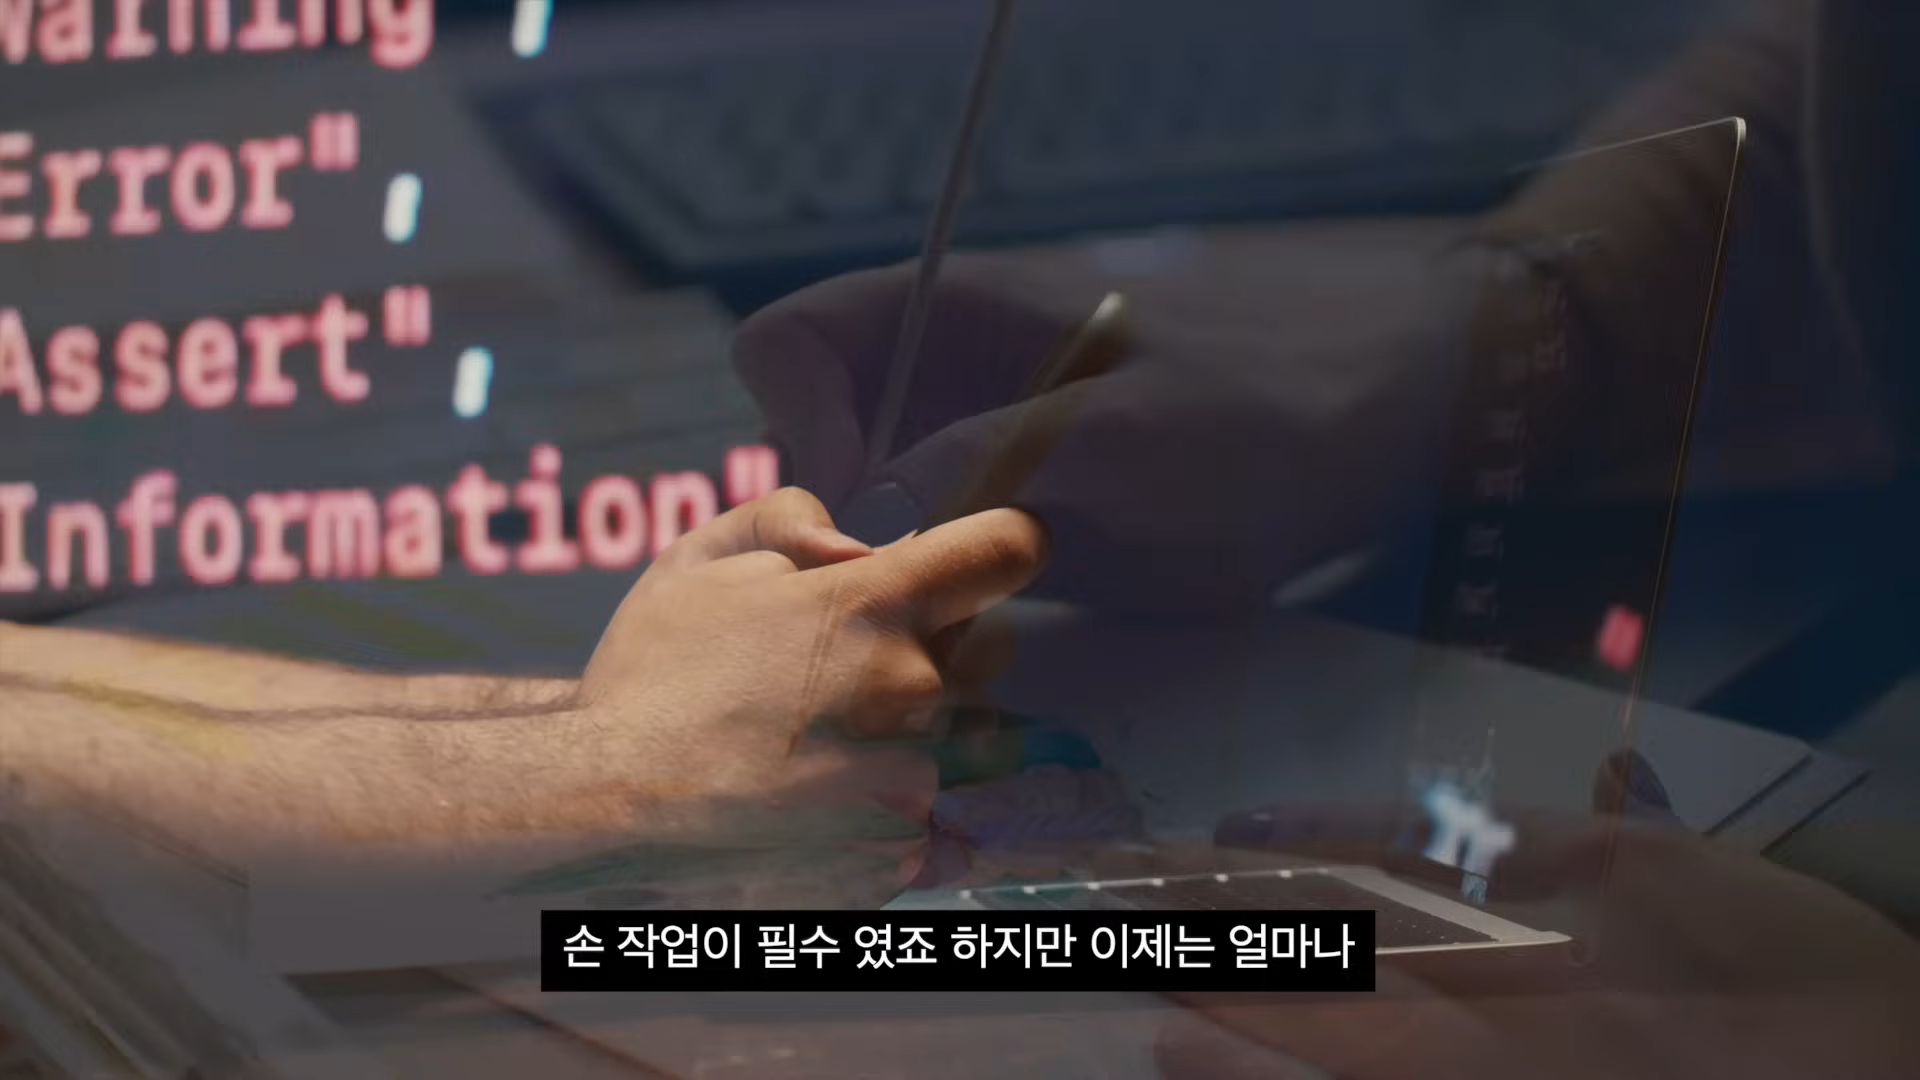 Warning",
Error",
Assert",
Information"
손 작업이 필수 였죠 하지만 이제는 얼마나